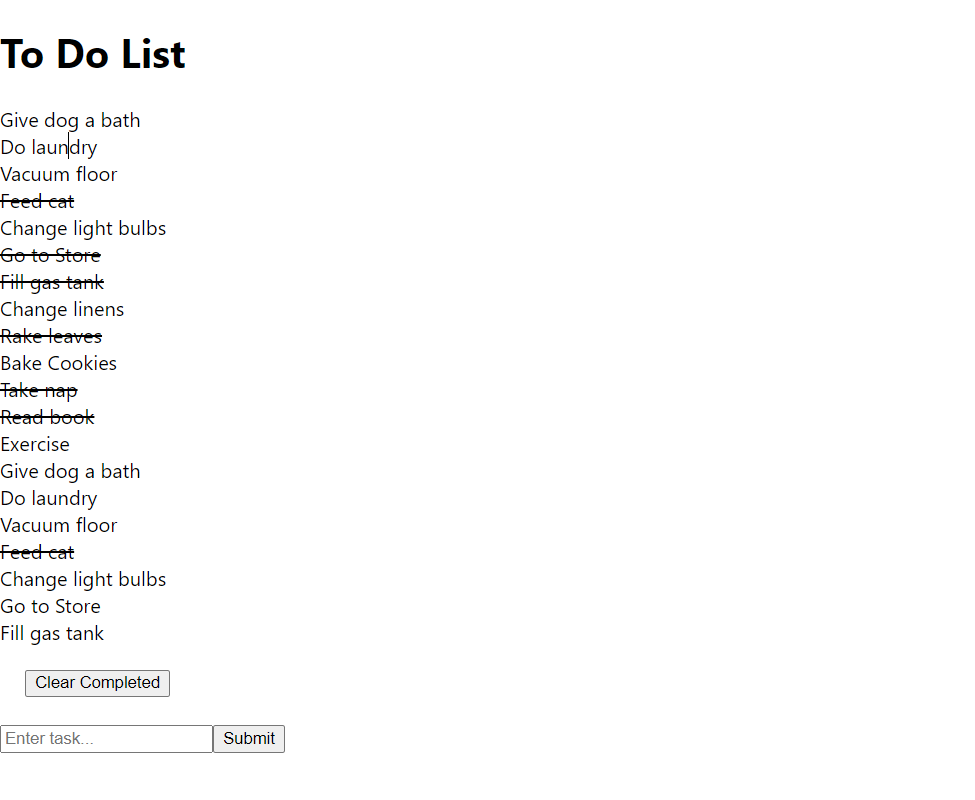 To Do List
Give dog a bath
Do laundry
Vacuum floor
Feed cat
Change light bulbs
Go to Store
Fill gas tank
Change linens
Rake leaves
Bake Cookies
Take nap
Read book
Exercise
Give dog a bath
Do laundry
Vacuum floor
Feed cat
Change light bulbs
Go to Store
Fill gas tank
Clear Completed
Enter task... Submit